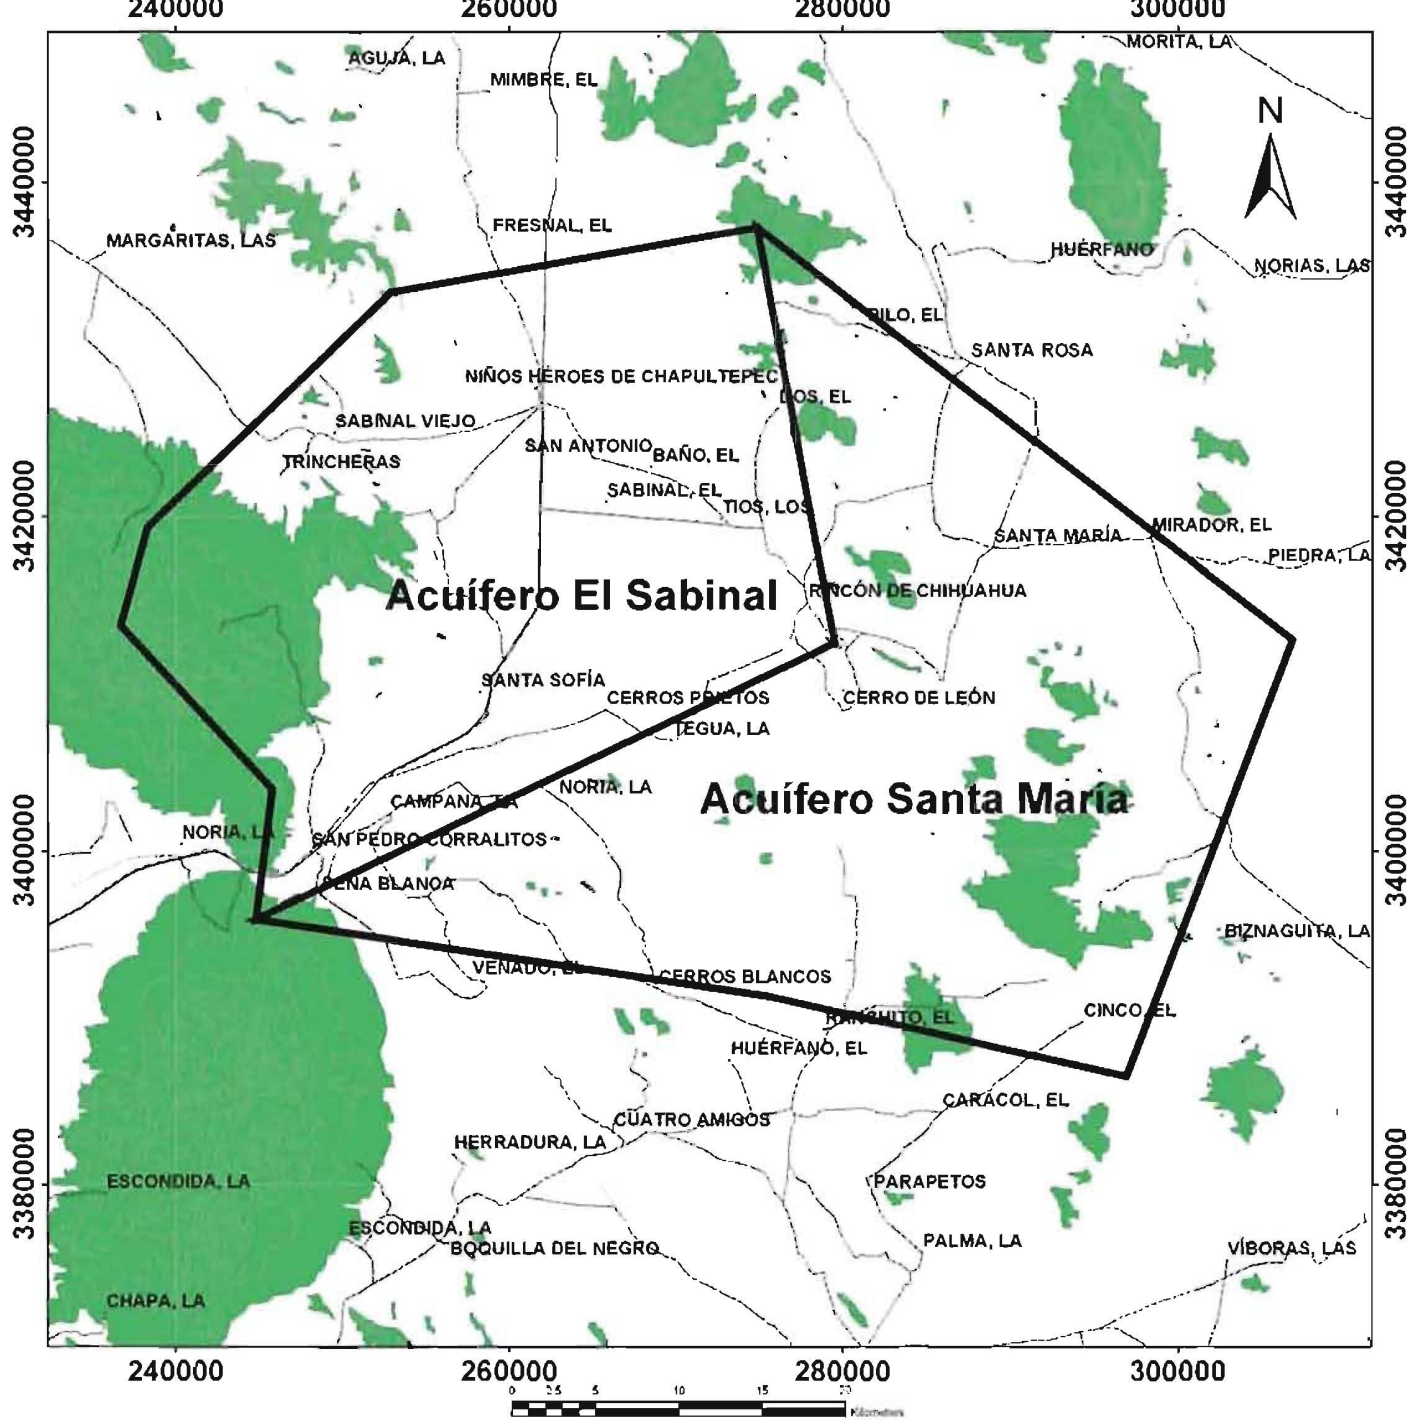 240000 260000 280000 300000
MORITA, LA
AGUJA, LA
MIMBRE, EL
N
3440000
3440000
FRESNAL, EL
MARGARITAS, LAS
HUÉRFANO
NORIAS, LAS
DILO, EL
SANTA ROSA
NIÑOS HÉROES DE CHAPULTEPEC
DOS, EL
SABINAL VIEJO
SAN ANTONIO
BAÑO, EL
TRINCHERAS
SABINAL, EL
TIOS, LOS
3420000
3420000
SANTA MARÍA
MIRADOR, EL
PIEDRA, LA
Acuífero El Sabinal
RINCÓN DE CHIHUAHUA
SANTA SOFÍA
CERROS PRIETOS
CERRO DE LEÓN
TEGUA, LA
NORIA, LA
CAMPANA, LA
Acuífero Santa María
NORIA, LA
SAN PEDRO CORRALITOS
3400000
3400000
PEÑA BLANCA
BIZNAGUITA, LA
VENADO, EL
CERROS BLANCOS
RANCHITO, EL
CINCO, EL
HUÉRFANO, EL
CARACOL, EL
CUATRO AMIGOS
HERRADURA, LA
ESCONDIDA, LA
PARAPETOS
3380000
3380000
ESCONDIDA, LA
BOQUILLA DEL NEGRO
PALMA, LA
VÍBORAS, LAS
CHAPA, LA
240000 260000 280000 300000
0 2.5 5 10 15 20
Kilometers